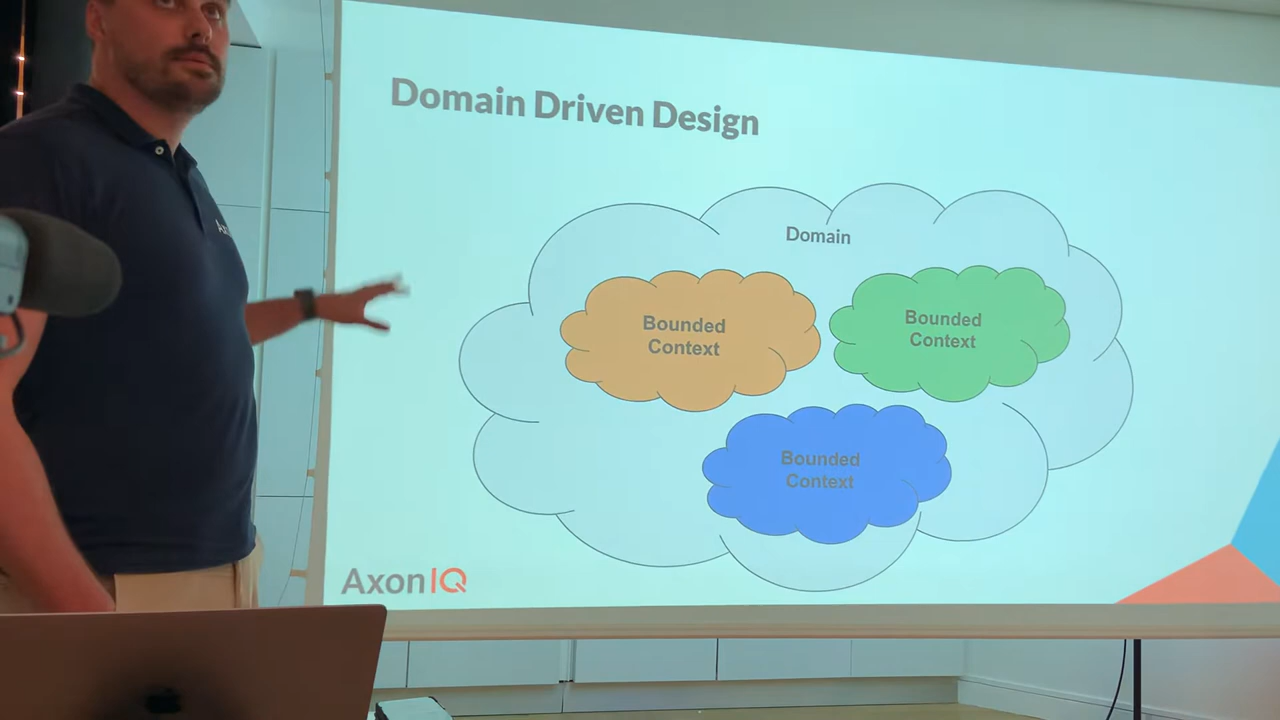 Domain Driven Design
Domain
Bounded
Context
Bounded
Context
Bounded
Context
AxonIQ